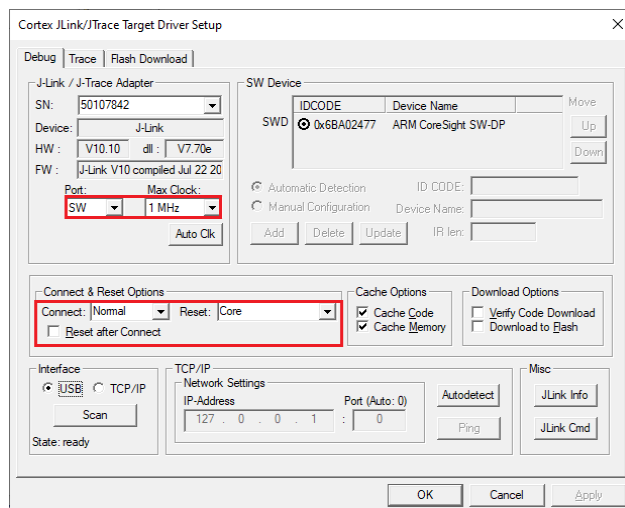 Cortex JLink/JTrace Target Driver Setup
Debug Trace Flash Download
J-Link / J-Trace Adapter
SN: 50107842
Device: J-Link
HW : V10.10 dll : V7.70e
FW : J-Link V10 compiled Jul 22 20
Port: Max Clock:
SW 1 MHz
Auto Clk
SW Device
IDCODE Device Name Move
SWD 0x6BA02477 ARM CoreSight SW-DP Up
Down
Automatic Detection ID CODE:
Manual Configuration Device Name:
Add Delete Update IR len:
Connect & Reset Options
Connect: Normal Reset: Core
Reset after Connect
Cache Options
Cache Code
Cache Memory
Download Options
Verify Code Download
Download to Flash
Interface
USB TCP/IP
Scan
State: ready
TCP/IP
Network Settings
IP-Address Port (Auto: 0)
127 . 0 . 0 . 1 : 0
Autodetect
Ping
Misc
JLink Info
JLink Cmd
OK Cancel Apply